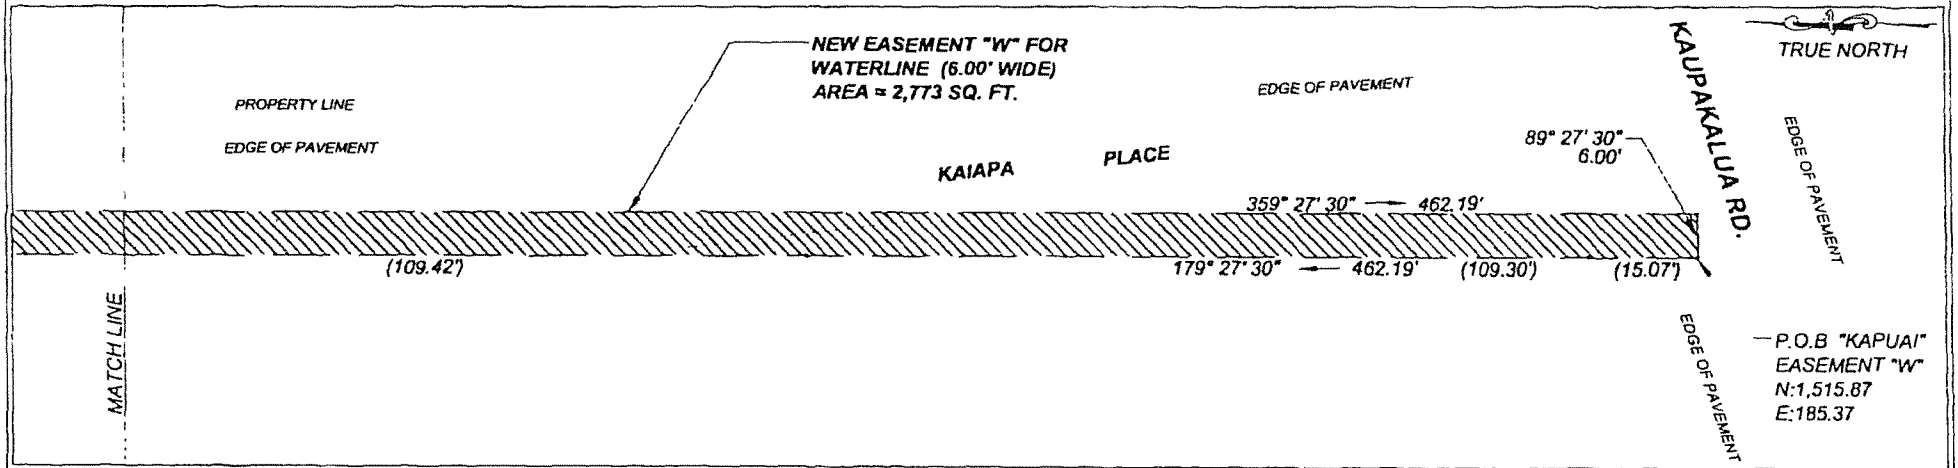 NEW EASEMENT "W" FOR
WATERLINE (6.00' WIDE)
AREA = 2,773 SQ. FT.
PROPERTY LINE
EDGE OF PAVEMENT
EDGE OF PAVEMENT
KAIAPA PLACE
KAUPAKALUA RD.
TRUE NORTH
EDGE OF PAVEMENT
89° 27' 30"
6.00'
359° 27' 30" 462.19'
(109.42')
179° 27' 30" 462.19' (109.30') (15.07')
MATCH LINE
EDGE OF PAVEMENT
P.O.B "KAPUAI"
EASEMENT "W"
N:1,515.87
E:185.37